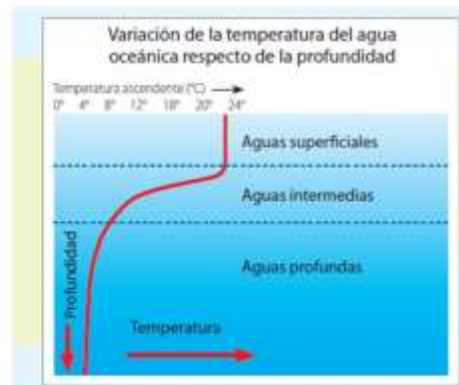 Variación de la temperatura del agua
oceánica respecto de la profundidad
Temperatura ascendente (°C)
0° 4° 8° 12° 18° 20° 24°
Aguas superficiales
Aguas intermedias
Aguas profundas
Profundidad
Temperatura